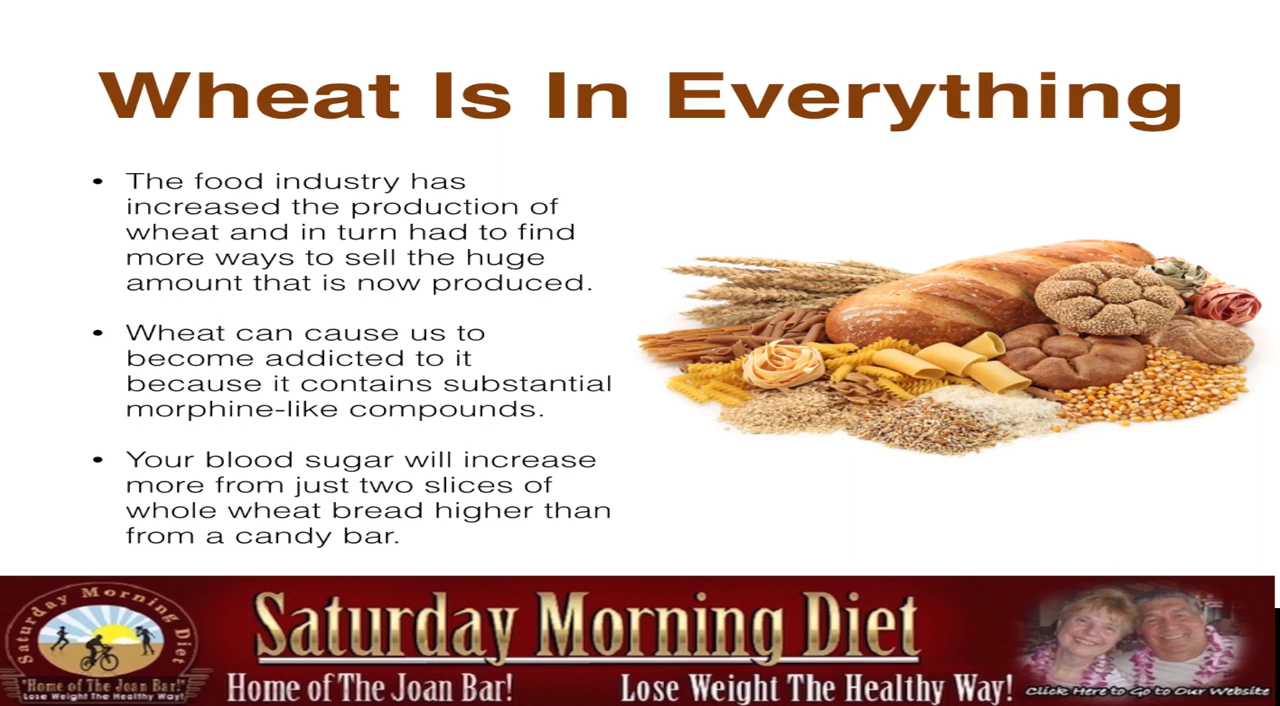 Wheat Is In Everything
• The food industry has
increased the production of
wheat and in turn had to find
more ways to sell the huge
amount that is now produced.
• Wheat can cause us to
become addicted to it
because it contains substantial
morphine-like compounds.
• Your blood sugar will increase
more from just two slices of
whole wheat bread higher than
from a candy bar.
Saturday Morning Diet
"Home of The Joan Bar!"
Lose Weight The Healthy Way!
Saturday Morning Diet
Home of The Joan Bar!
Lose Weight The Healthy Way!
Click Here to Go to Our Website